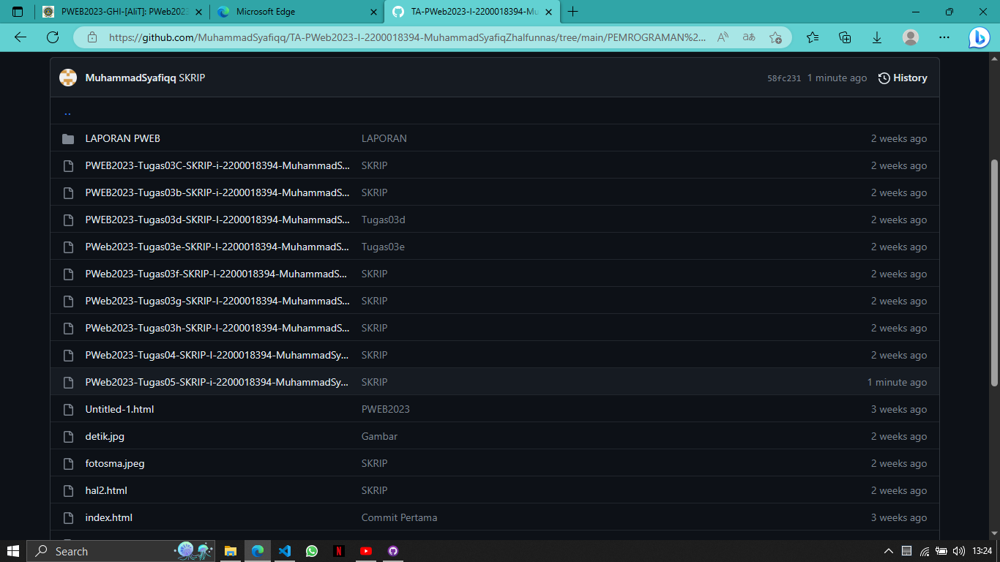 PWEB2023-GHI-[AliT]: PWeb2023
Microsoft Edge
TA-PWeb2023-I-2200018394-Mu
https://github.com/MuhammadSyafiqq/TA-PWeb2023-I-2200018394-MuhammadSyafiqZhalfunnas/tree/main/PEMROGRAMAN%2...
MuhammadSyafiqq SKRIP 58fc231 1 minute ago History
..
LAPORAN PWEB LAPORAN 2 weeks ago
PWEB2023-Tugas03C-SKRIP-i-2200018394-MuhammadS... SKRIP 2 weeks ago
PWEB2023-Tugas03b-SKRIP-i-2200018394-MuhammadS... SKRIP 2 weeks ago
PWEB2023-Tugas03d-SKRIP-I-2200018394-MuhammadS... Tugas03d 2 weeks ago
PWeb2023-Tugas03e-SKRIP-I-2200018394-MuhammadS... Tugas03e 2 weeks ago
PWeb2023-Tugas03f-SKRIP-I-2200018394-MuhammadS... SKRIP 2 weeks ago
PWeb2023-Tugas03g-SKRIP-I-2200018394-MuhammadS... SKRIP 2 weeks ago
PWeb2023-Tugas03h-SKRIP-I-2200018394-MuhammadS... SKRIP 2 weeks ago
PWeb2023-Tugas04-SKRIP-I-2200018394-MuhammadSy... SKRIP 2 weeks ago
PWeb2023-Tugas05-SKRIP-i-2200018394-MuhammadSy... SKRIP 1 minute ago
Untitled-1.html PWEB2023 3 weeks ago
detik.jpg Gambar 2 weeks ago
fotosma.jpeg SKRIP 2 weeks ago
hal2.html SKRIP 2 weeks ago
index.html Commit Pertama 3 weeks ago
Search 13:24